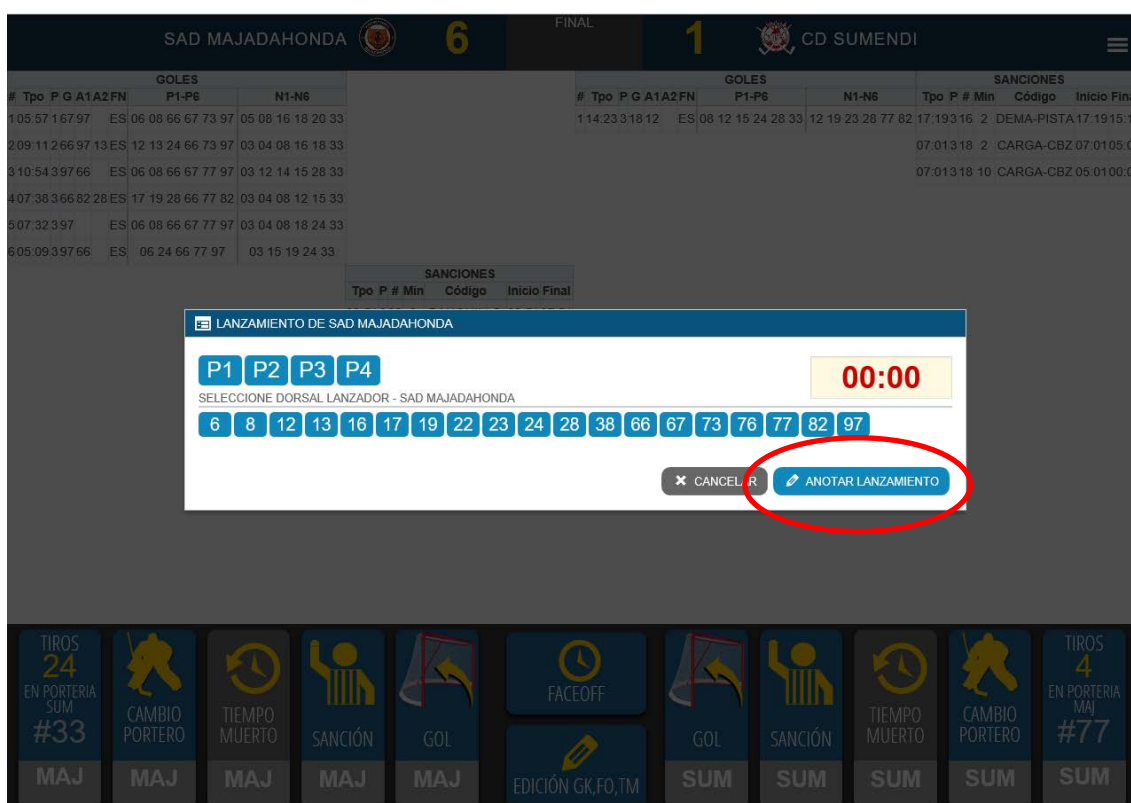 SAD MAJADAHONDA 6 FINAL 1 CD SUMENDI
GOLES
# Tpo P G A1 A2 FN P1-P6 N1-N6
1 05:57 1 67 97 ES 06 08 66 67 73 97 05 08 16 18 20 33
2 09:11 2 66 97 13 ES 12 13 24 66 73 97 03 04 08 16 18 33
3 10:54 3 97 66 ES 06 08 66 67 77 97 03 12 14 15 28 33
4 07:38 3 66 82 28 ES 17 19 28 66 77 82 03 04 08 12 15 33
5 07:32 3 97 ES 06 08 66 67 77 97 03 04 08 18 24 33
6 05:09 3 97 66 ES 06 24 66 77 97 03 15 19 24 33
SANCIONES
Tpo P # Min Código Inicio Final
GOLES
# Tpo P G A1 A2 FN P1-P6 N1-N6
1 14:23 3 18 12 ES 08 12 15 24 28 33 12 19 23 28 77 82
SANCIONES
Tpo P # Min Código Inicio Fina
17:19 3 16 2 DEMA-PISTA 17:19 15:1
07:01 3 18 2 CARGA-CBZ 07:01 05:0
07:01 3 18 10 CARGA-CBZ 05:01 00:0
LANZAMIENTO DE SAD MAJADAHONDA
P1 P2 P3 P4
00:00
SELECCIONE DORSAL LANZADOR - SAD MAJADAHONDA
6 8 12 13 16 17 19 22 23 24 28 38 66 67 73 76 77 82 97
CANCELAR ANOTAR LANZAMIENTO
TIROS
24
EN PORTERIA
SUM
#33
MAJ
CAMBIO
PORTERO
MAJ
TIEMPO
MUERTO
MAJ
SANCIÓN
MAJ
GOL
MAJ
FACEOFF
EDICIÓN GK,FO,TM
GOL
SUM
SANCIÓN
SUM
TIEMPO
MUERTO
SUM
CAMBIO
PORTERO
SUM
TIROS
4
EN PORTERIA
MAJ
#77
SUM